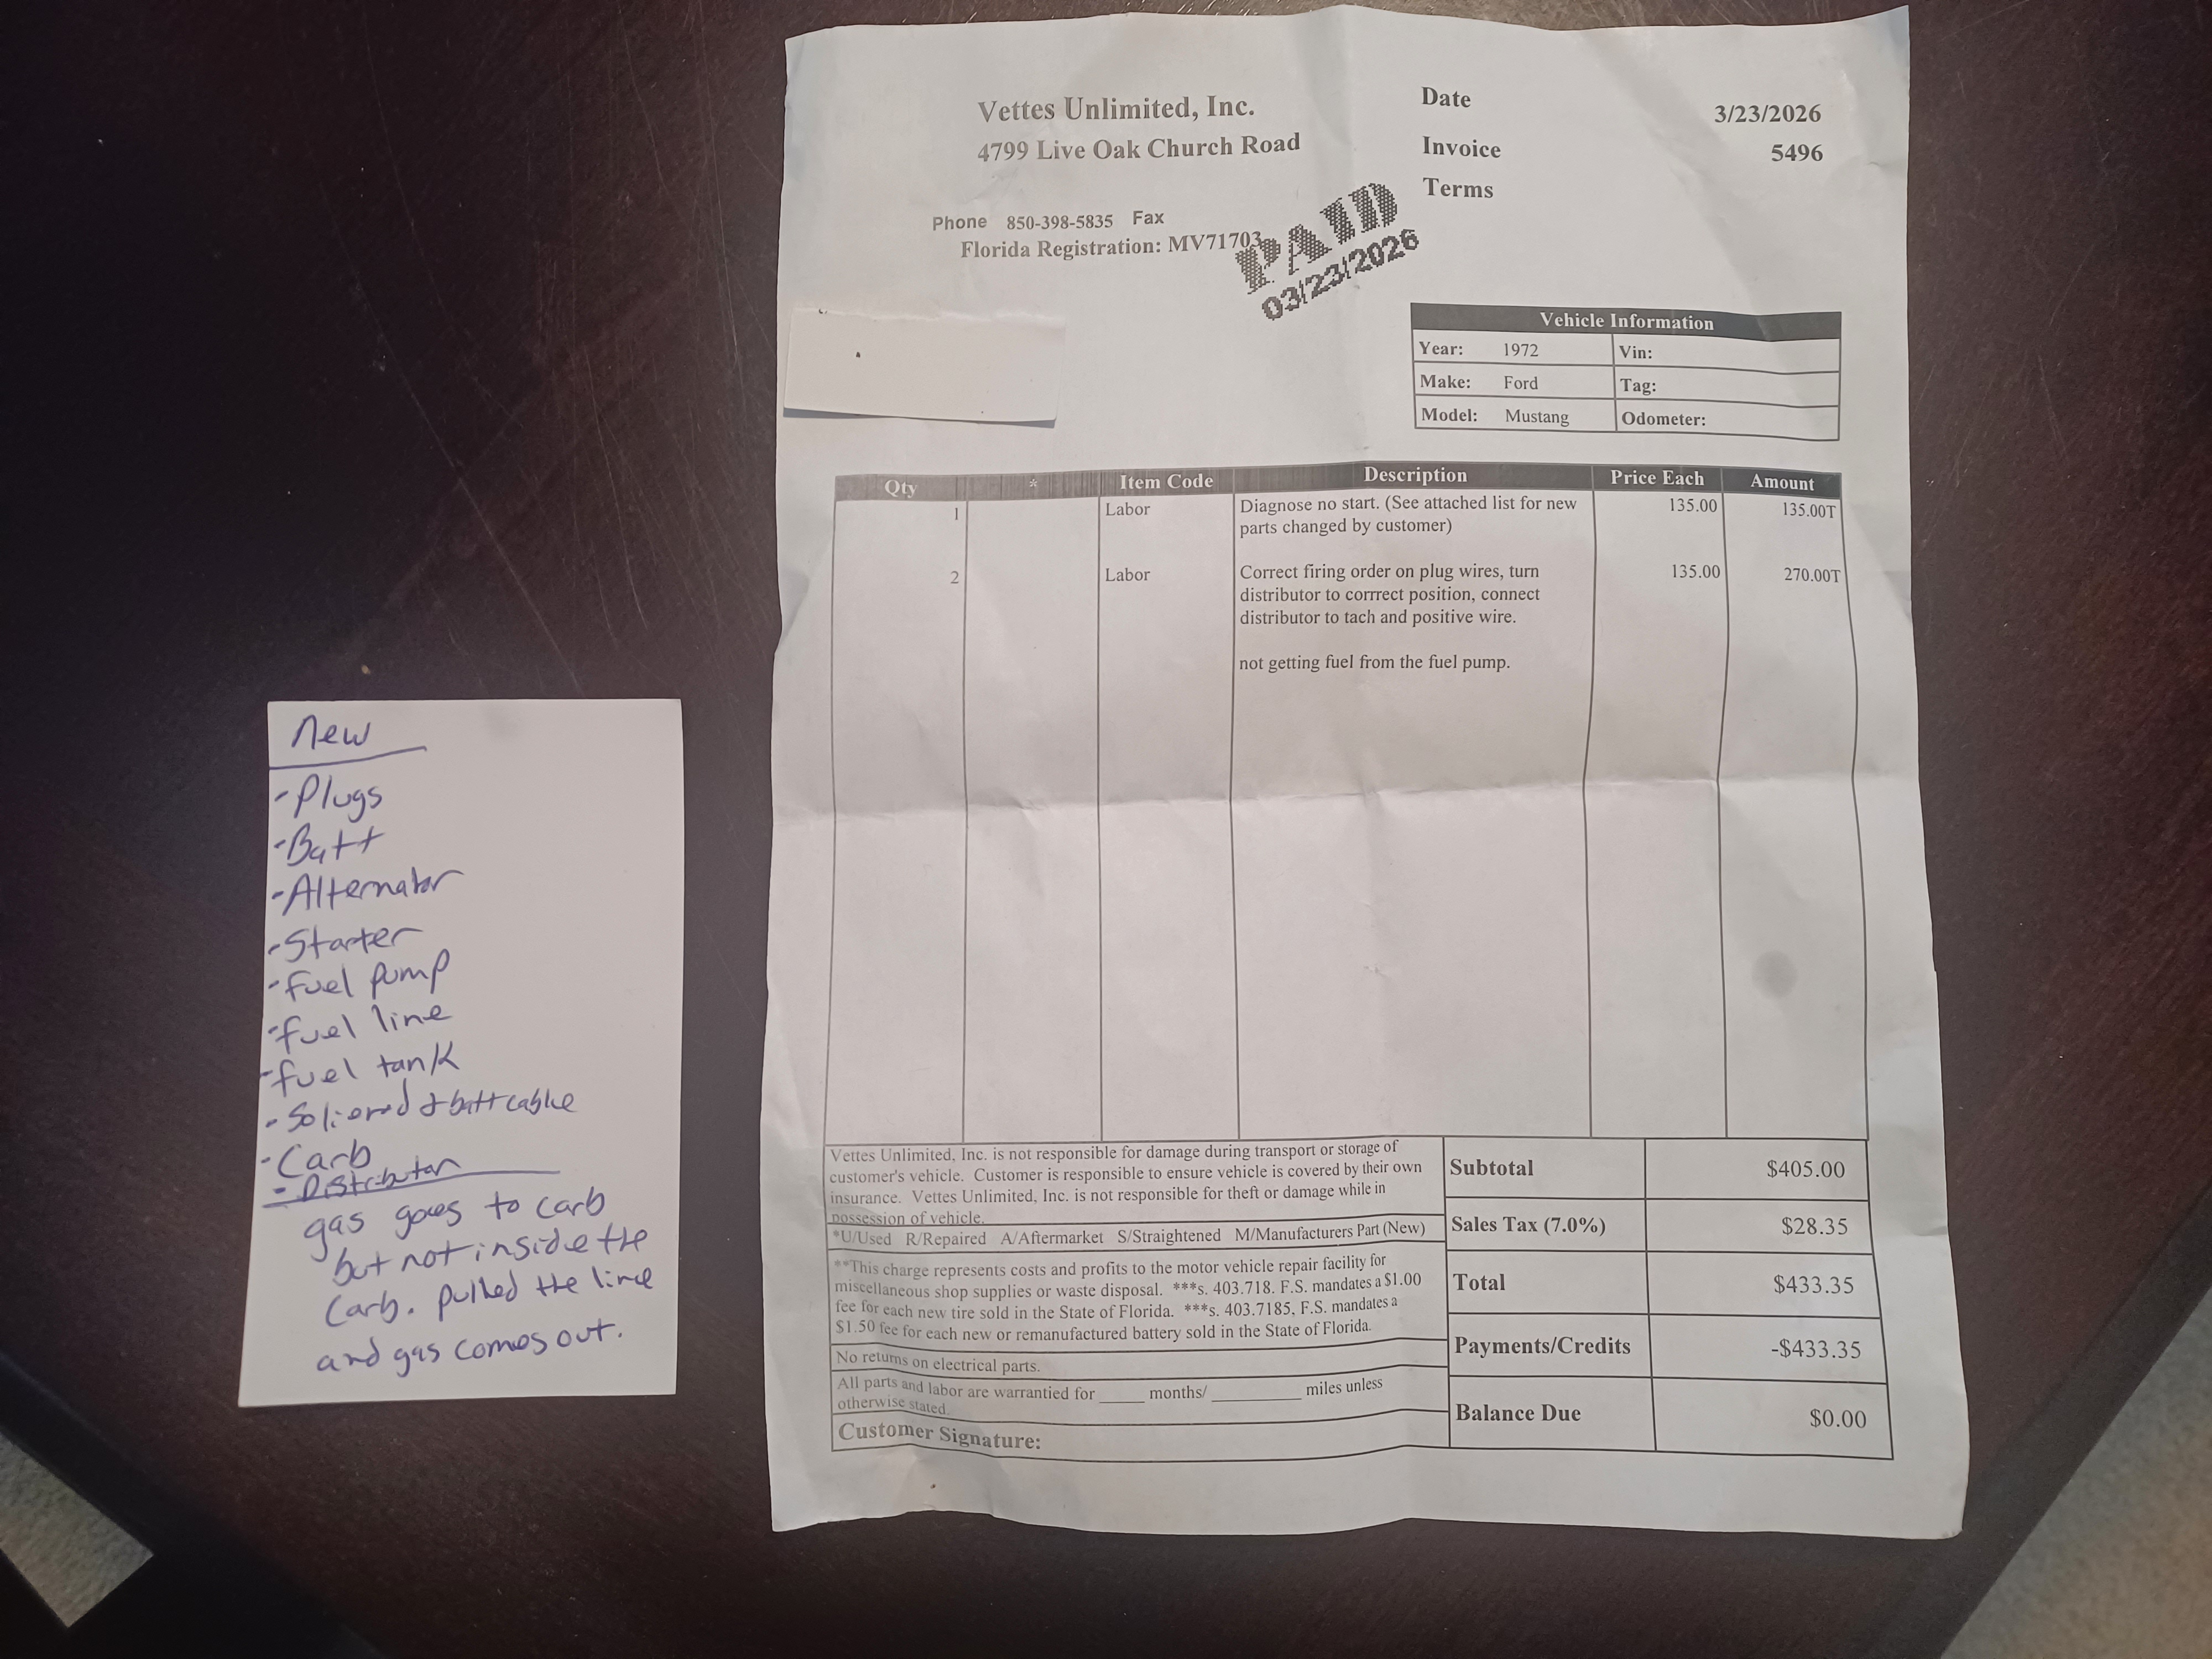 Vettes Unlimited, Inc.
4799 Live Oak Church Road
Phone 850-398-5835 Fax
Florida Registration: MV71703
PAID
03/23/2026
Date 3/23/2026
Invoice 5496
Terms
Vehicle Information
Year: 1972 Vin:
Make: Ford Tag:
Model: Mustang Odometer:
Qty * Item Code Description Price Each Amount
1 Labor Diagnose no start. (See attached list for new 135.00 135.00T
parts changed by customer)
2 Labor Correct firing order on plug wires, turn 135.00 270.00T
distributor to corrrect position, connect
distributor to tach and positive wire.
not getting fuel from the fuel pump.
Vettes Unlimited, Inc. is not responsible for damage during transport or storage of
customer's vehicle. Customer is responsible to ensure vehicle is covered by their own
insurance. Vettes Unlimited, Inc. is not responsible for theft or damage while in
possession of vehicle.
*U/Used R/Repaired A/Aftermarket S/Straightened M/Manufacturers Part (New)
**This charge represents costs and profits to the motor vehicle repair facility for
miscellaneous shop supplies or waste disposal. ***s. 403.718. F.S. mandates a $1.00
fee for each new tire sold in the State of Florida. ***s. 403.7185, F.S. mandates a
$1.50 fee for each new or remanufactured battery sold in the State of Florida.
No returns on electrical parts.
All parts and labor are warrantied for _____ months/ _________ miles unless
otherwise stated.
Customer Signature:
Subtotal $405.00
Sales Tax (7.0%) $28.35
Total $433.35
Payments/Credits -$433.35
Balance Due $0.00
New
- Plugs
- Batt
- Alternator
- Starter
- fuel pump
- fuel line
- fuel tank
- & batt cable
- Carb
- Distributor
gas goes to carb
but not inside the
Carb. pulled the line
and gas comes out.